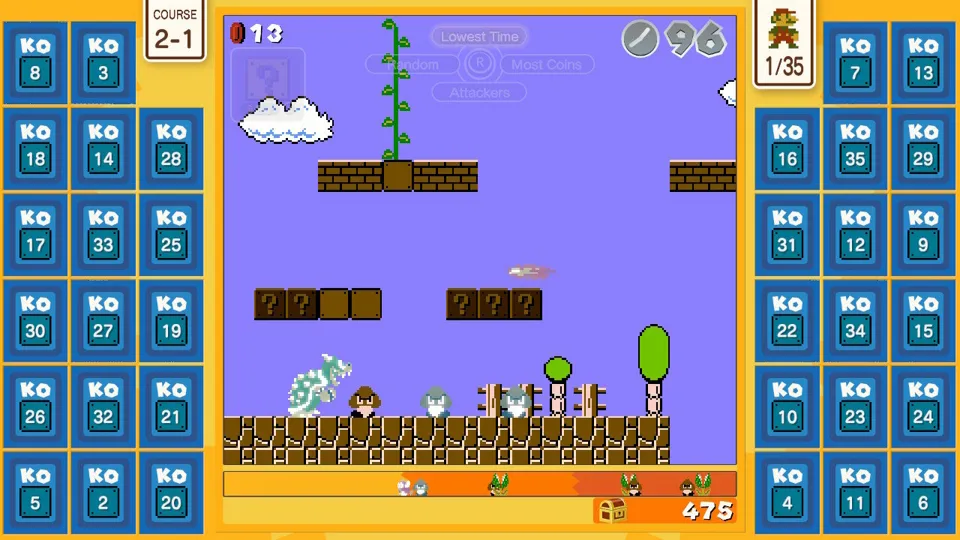 COURSE
2-1
13
Lowest Time
Random
R
Most Coins
Attackers
96
1/35
KO 8
KO 3
KO 7
KO 13
KO 18
KO 14
KO 28
KO 16
KO 35
KO 29
KO 17
KO 33
KO 25
KO 31
KO 12
KO 9
KO 30
KO 27
KO 19
KO 22
KO 34
KO 15
KO 26
KO 32
KO 21
KO 10
KO 23
KO 24
KO 5
KO 2
KO 20
KO 4
KO 11
KO 6
?
? ?
? ? ?
475